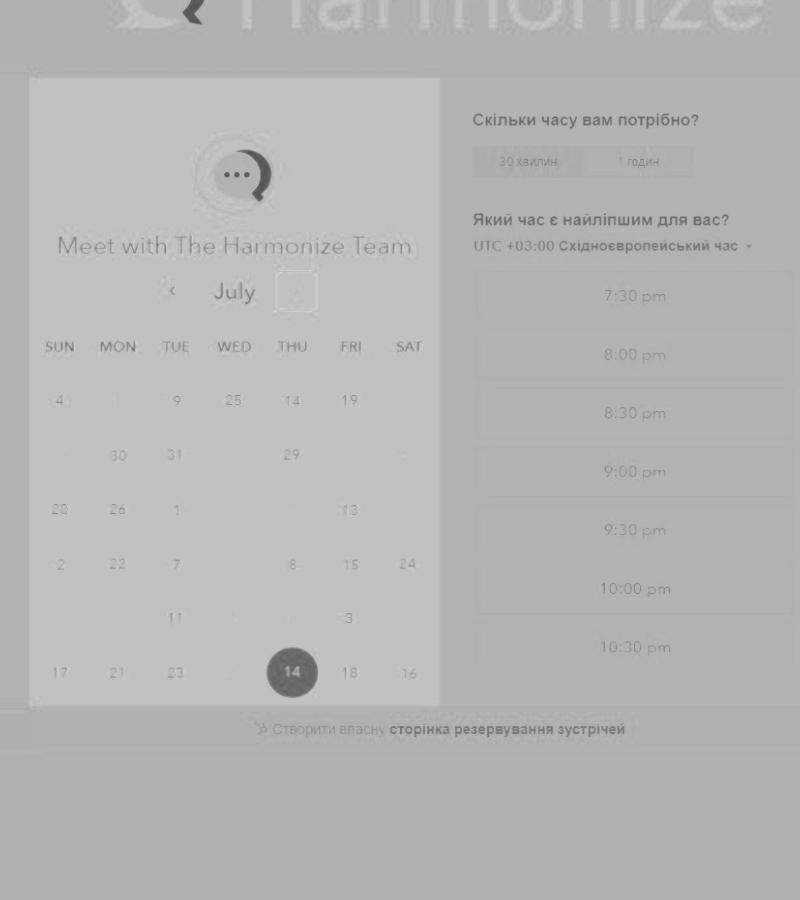 Harmonize
Meet with The Harmonize Team
July
SUN MON TUE WED THU FRI SAT
4 9 25 14 19
30 31 29
28 26 1 13
2 22 7 8 15 24
11 3
17 21 23 14 18 16
Скільки часу вам потрібно?
30 хвилин 1 годин
Який час є найліпшим для вас?
UTC +03:00 Східноєвропейський час
7:30 pm
8:00 pm
8:30 pm
9:00 pm
9:30 pm
10:00 pm
10:30 pm
Створити власну сторінка резервування зустрічей